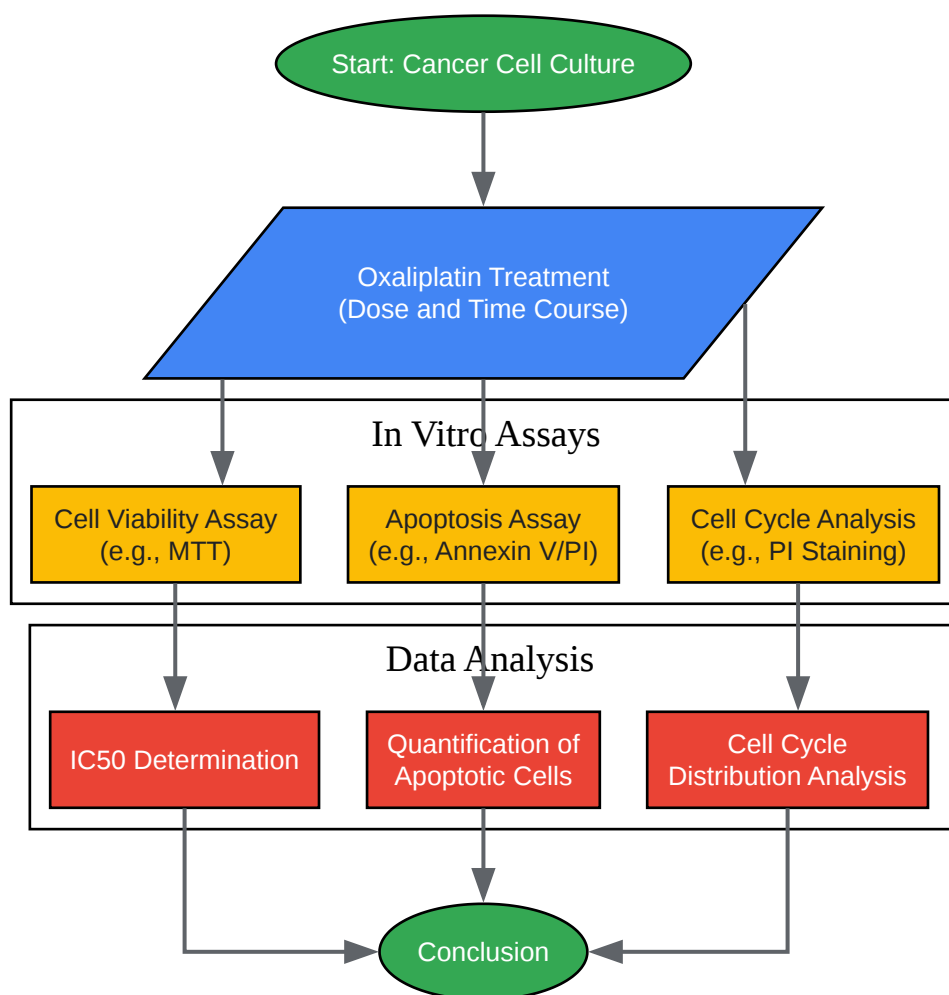 Start: Cancer Cell Culture
Oxaliplatin Treatment
(Dose and Time Course)
In Vitro Assays
Cell Viability Assay
(e.g., MTT)
Apoptosis Assay
(e.g., Annexin V/PI)
Cell Cycle Analysis
(e.g., PI Staining)
Data Analysis
IC50 Determination
Quantification of
Apoptotic Cells
Cell Cycle
Distribution Analysis
Conclusion